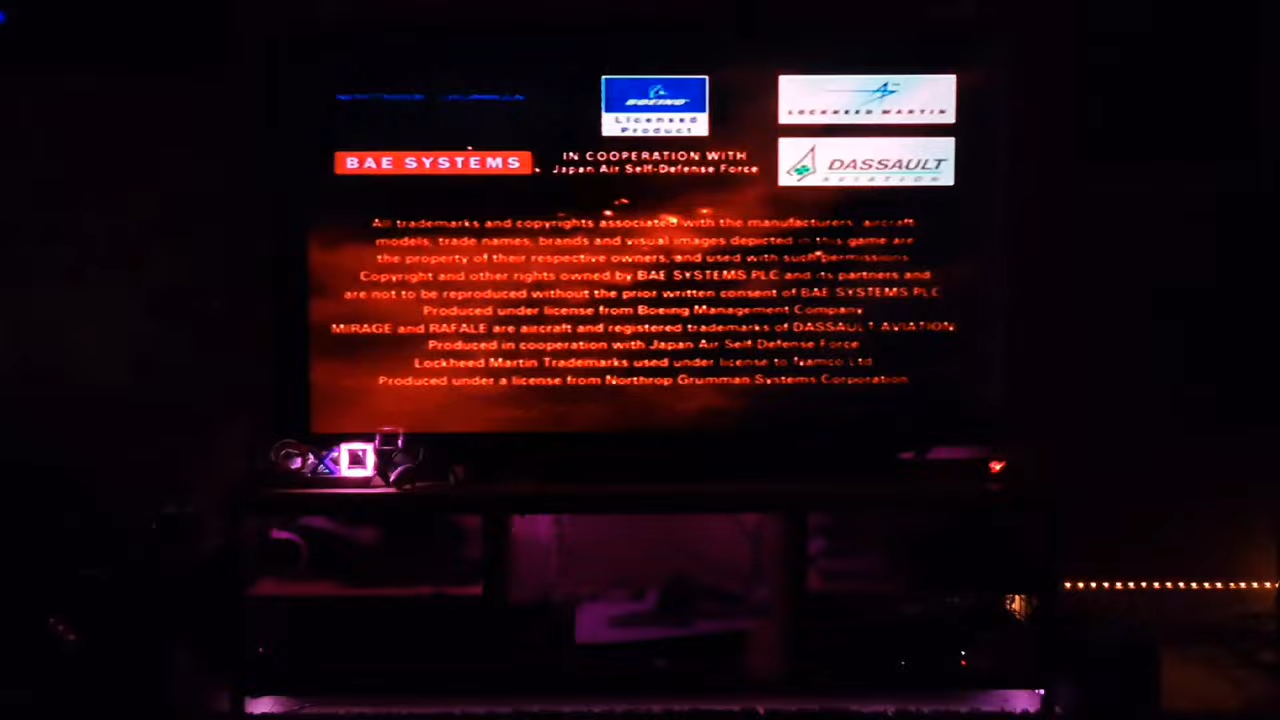 BOEING
Licensed
Product
LOCKHEED MARTIN
BAE SYSTEMS
IN COOPERATION WITH
Japan Air Self-Defense Force
DASSAULT
AVIATION
All trademarks and copyrights associated with the manufacturers, aircraft
models, trade names, brands and visual images depicted in this game are
the property of their respective owners, and used with such permissions
Copyright and other rights owned by BAE SYSTEMS PLC and its partners and
are not to be reproduced without the prior written consent of BAE SYSTEMS PLC
Produced under license from Boeing Management Company
MIRAGE and RAFALE are aircraft and registered trademarks of DASSAULT AVIATION
Produced in cooperation with Japan Air Self Defense Force
Lockheed Martin Trademarks used under license to Namco Ltd
Produced under a license from Northrop Grumman Systems Corporation